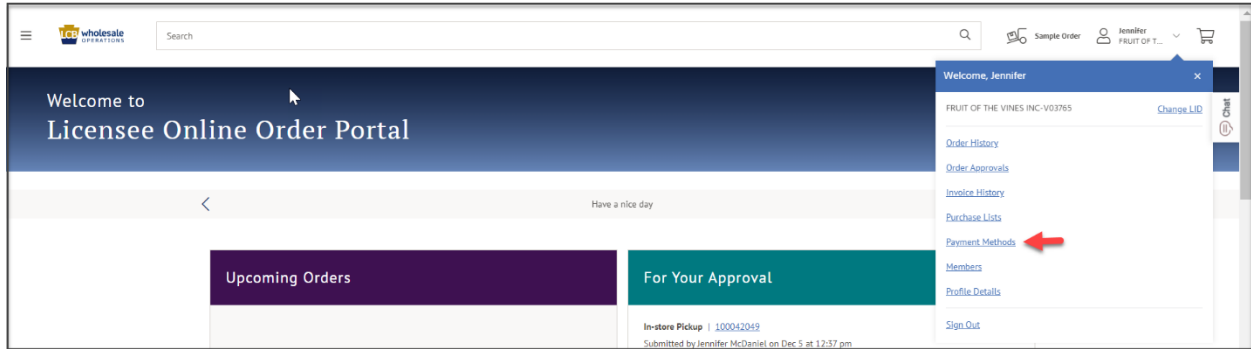 LCB wholesale
OPERATIONS
Search
Sample Order
Jennifer
FRUIT OF T...
Welcome, Jennifer
×
FRUIT OF THE VINES INC-V03765
Change LID
Chat
Order History
Order Approvals
Invoice History
Purchase Lists
Payment Methods
Members
Profile Details
Sign Out
Welcome to
Licensee Online Order Portal
Have a nice day
Upcoming Orders
For Your Approval
In-store Pickup | 100042049
Submitted by Jennifer McDaniel on Dec 5 at 12:37 pm